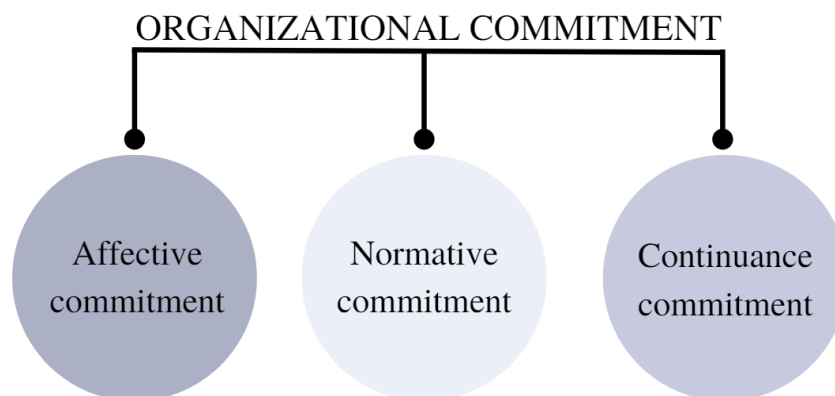 ORGANIZATIONAL COMMITMENT
Affective
commitment
Normative
commitment
Continuance
commitment